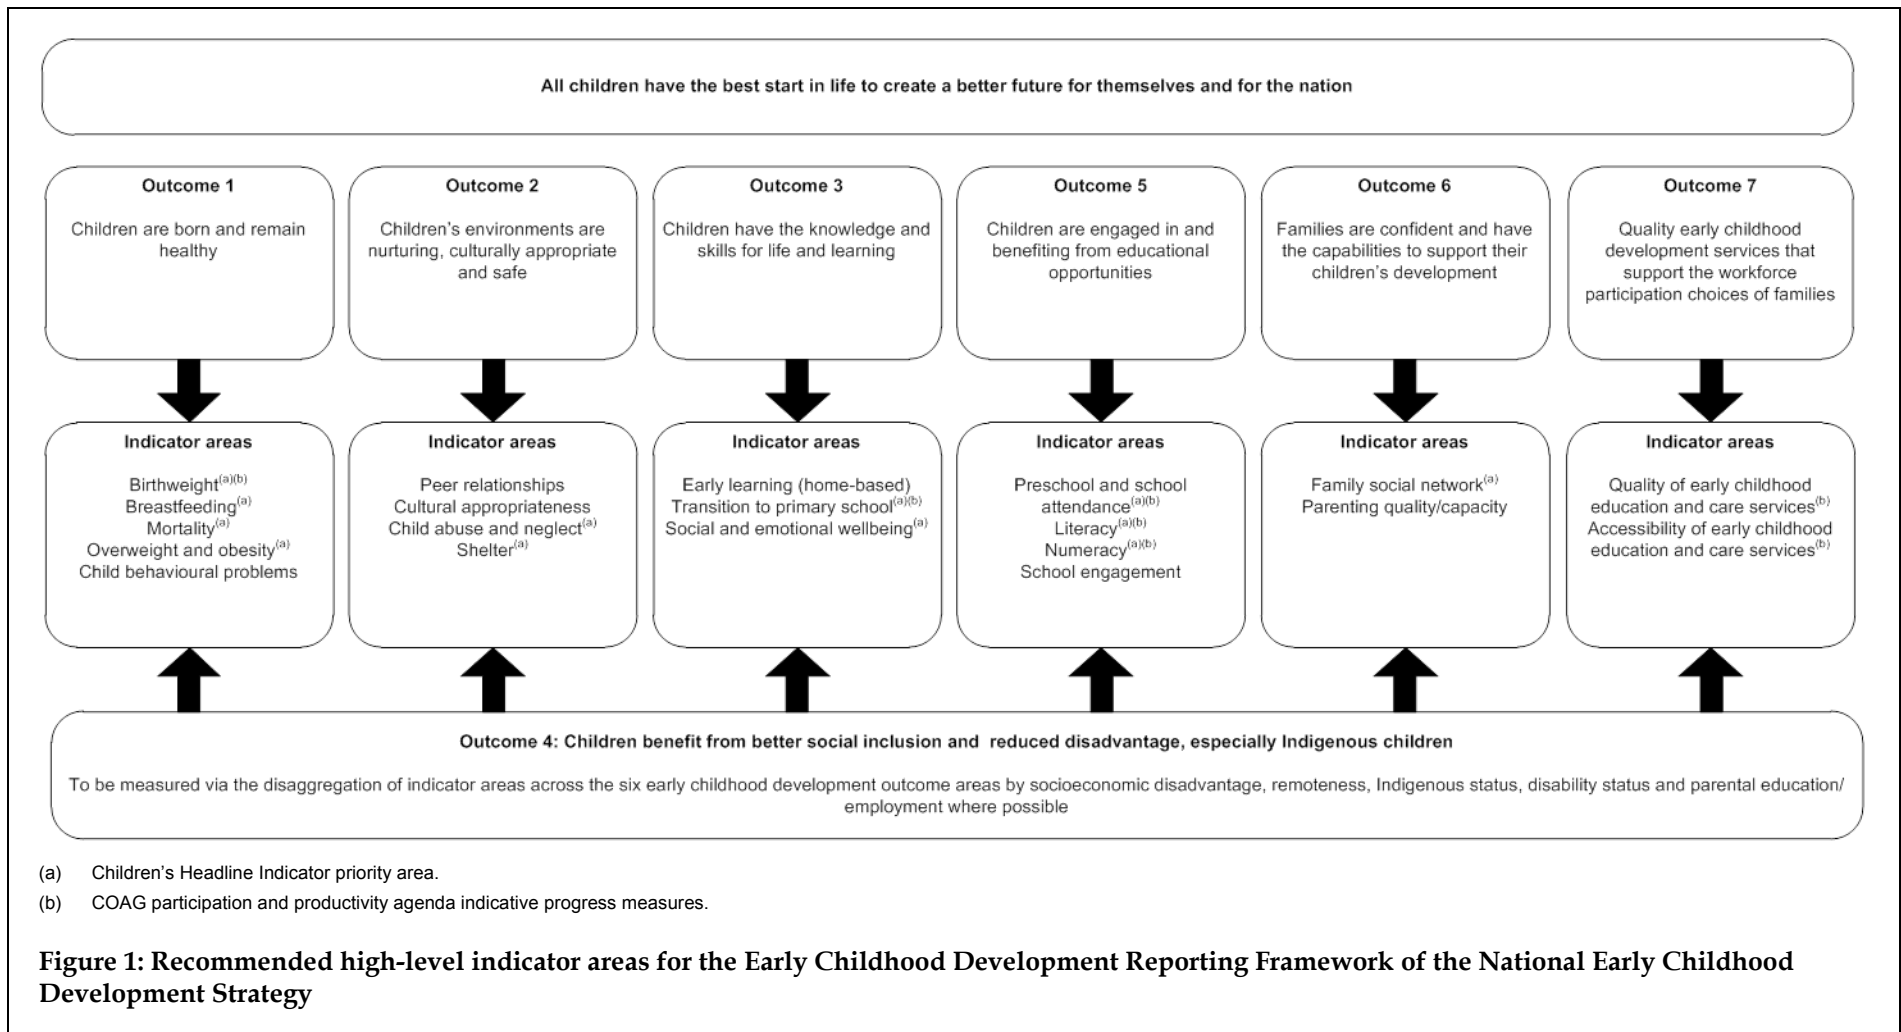 All children have the best start in life to create a better future for themselves and for the nation
Outcome 1
Children are born and remain
healthy
Outcome 2
Children's environments are
nurturing, culturally appropriate
and safe
Outcome 3
Children have the knowledge and
skills for life and learning
Outcome 5
Children are engaged in and
benefiting from educational
opportunities
Outcome 6
Families are confident and have
the capabilities to support their
children's development
Outcome 7
Quality early childhood
development services that
support the workforce
participation choices of families
Indicator areas
Birthweight(a)(b)
Breastfeeding(a)
Mortality(a)
Overweight and obesity(a)
Child behavioural problems
Indicator areas
Peer relationships
Cultural appropriateness
Child abuse and neglect(a)
Shelter(a)
Indicator areas
Early learning (home-based)
Transition to primary school(a)(b)
Social and emotional wellbeing(a)
Indicator areas
Preschool and school
attendance(a)(b)
Literacy(a)(b)
Numeracy(a)(b)
School engagement
Indicator areas
Family social network(a)
Parenting quality/capacity
Indicator areas
Quality of early childhood
education and care services(b)
Accessibility of early childhood
education and care services(b)
Outcome 4: Children benefit from better social inclusion and reduced disadvantage, especially Indigenous children
To be measured via the disaggregation of indicator areas across the six early childhood development outcome areas by socioeconomic disadvantage, remoteness, Indigenous status, disability status and parental education/
employment where possible
(a) Children's Headline Indicator priority area.
(b) COAG participation and productivity agenda indicative progress measures.
Figure 1: Recommended high-level indicator areas for the Early Childhood Development Reporting Framework of the National Early Childhood
Development Strategy